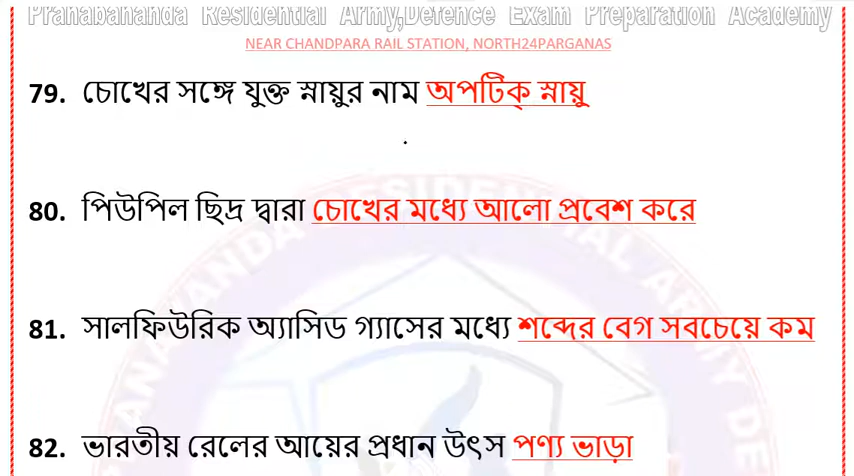 Pranabananda Residential Army,Defence Exam Preparation Academy
NEAR CHANDPARA RAIL STATION, NORTH24PARGANAS
79. চোখের সঙ্গে যুক্ত স্নায়ুর নাম অপটিক্ স্নায়ু
80. পিউপিল ছিদ্র দ্বারা চোখের মধ্যে আলো প্রবেশ করে
81. সালফিউরিক অ্যাসিড গ্যাসের মধ্যে শব্দের বেগ সবচেয়ে কম
82. ভারতীয় রেলের আয়ের প্রধান উৎস পণ্য ভাড়া